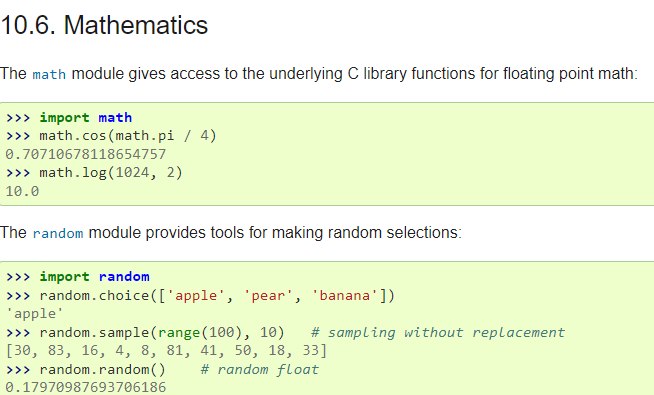 10.6. Mathematics
The math module gives access to the underlying C library functions for floating point math:
>>> import math
>>> math.cos(math.pi / 4)
0.70710678118654757
>>> math.log(1024, 2)
10.0
The random module provides tools for making random selections:
>>> import random
>>> random.choice(['apple', 'pear', 'banana'])
'apple'
>>> random.sample(range(100), 10)   # sampling without replacement
[30, 83, 16, 4, 8, 81, 41, 50, 18, 33]
>>> random.random()    # random float
0.17970987693706186